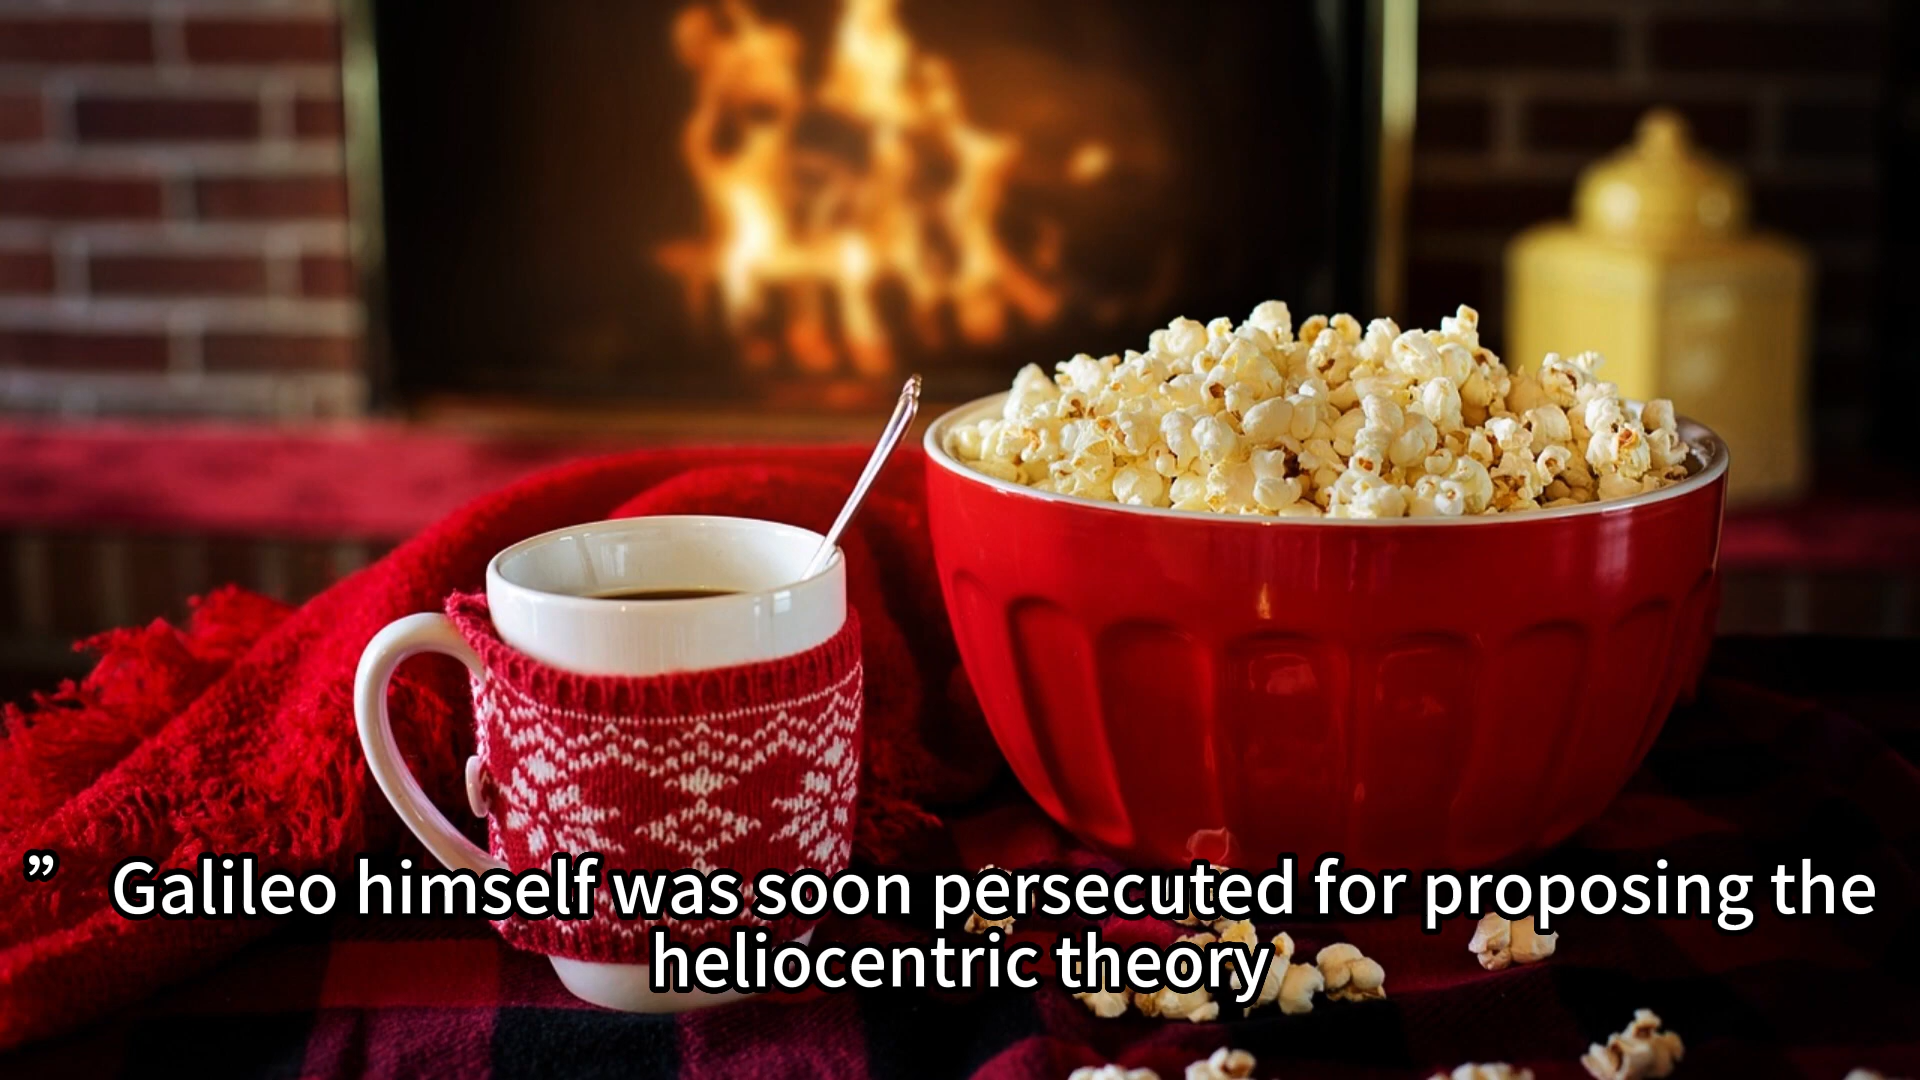 ” Galileo himself was soon persecuted for proposing the
heliocentric theory